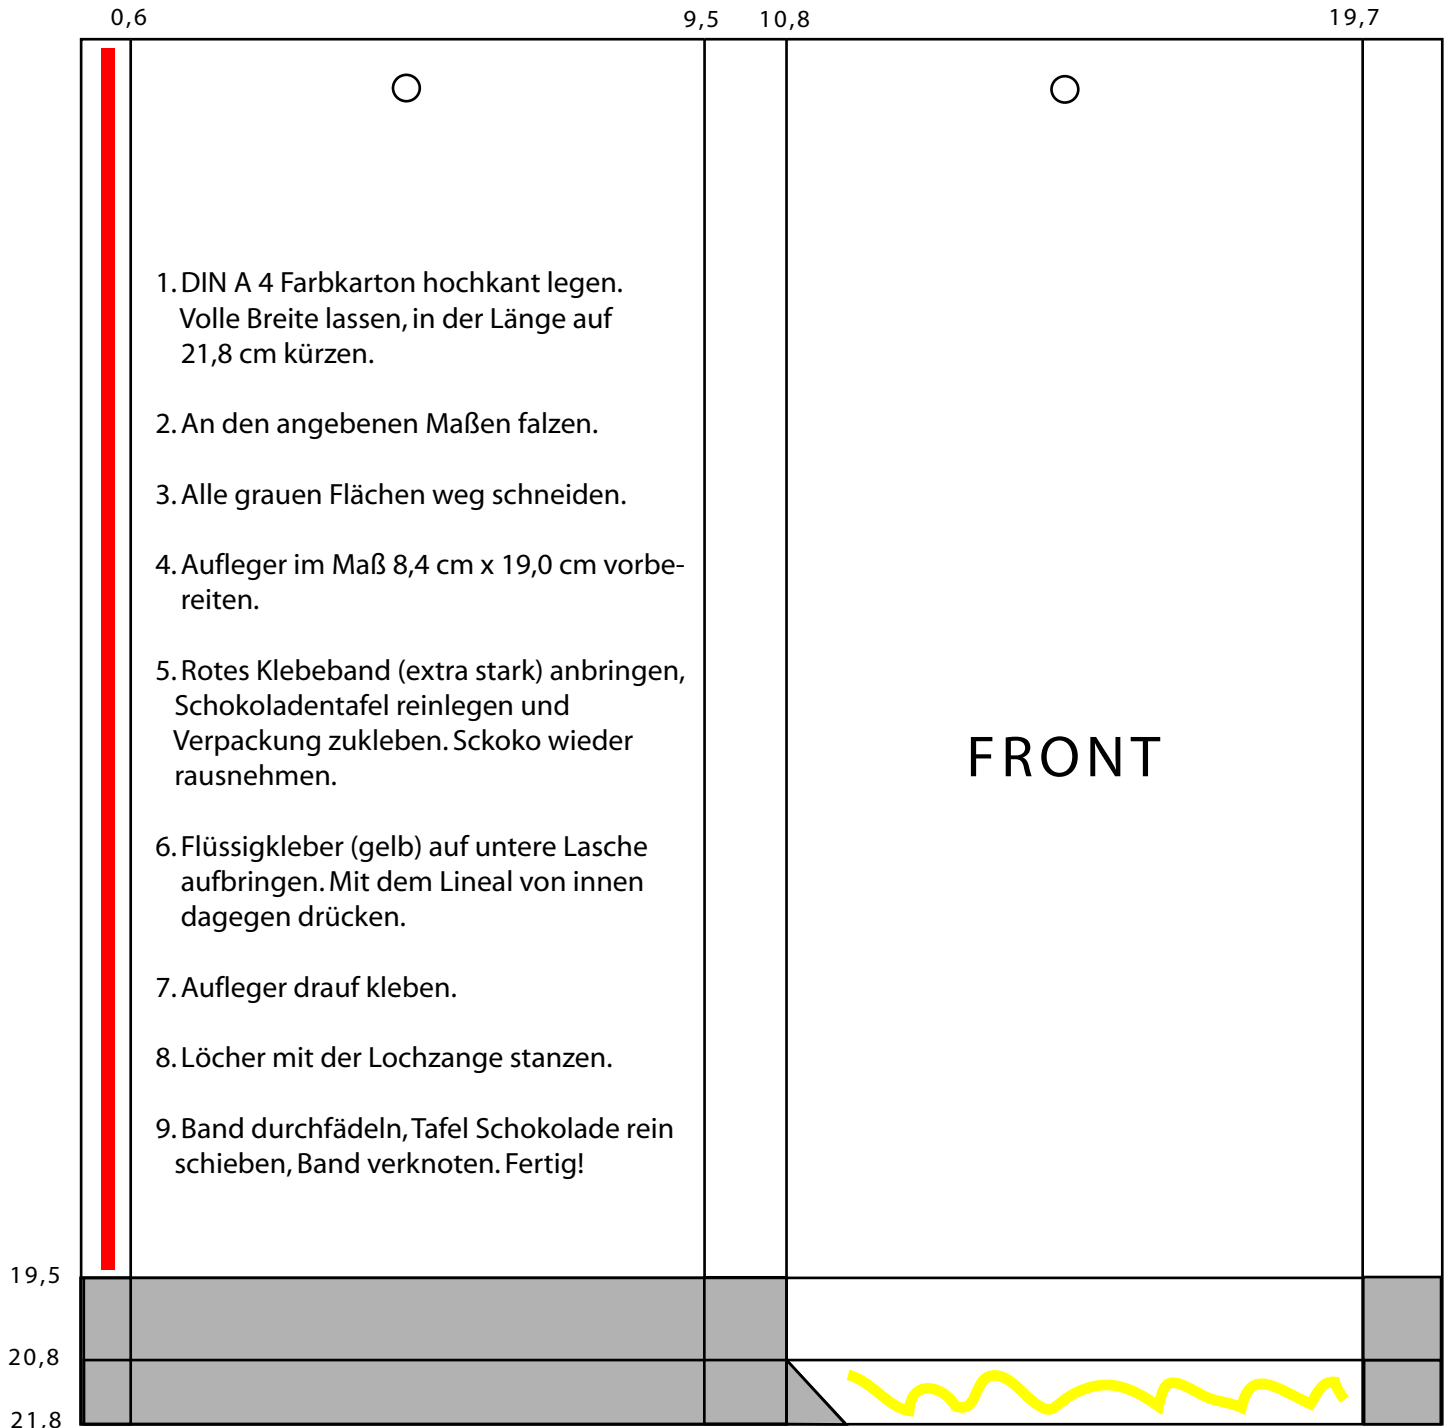 0,6 9,5 10,8 19,7
1. DIN A 4 Farbkarton hochkant legen.
Volle Breite lassen, in der Länge auf
21,8 cm kürzen.
2. An den angebenen Maßen falzen.
3. Alle grauen Flächen weg schneiden.
4. Aufleger im Maß 8,4 cm x 19,0 cm vorbe-
reiten.
5. Rotes Klebeband (extra stark) anbringen,
Schokoladentafel reinlegen und
Verpackung zukleben. Sckoko wieder
rausnehmen.
6. Flüssigkleber (gelb) auf untere Lasche
aufbringen. Mit dem Lineal von innen
dagegen drücken.
7. Aufleger drauf kleben.
8. Löcher mit der Lochzange stanzen.
9. Band durchfädeln, Tafel Schokolade rein
schieben, Band verknoten. Fertig!
FRONT
19,5
20,8
21,8